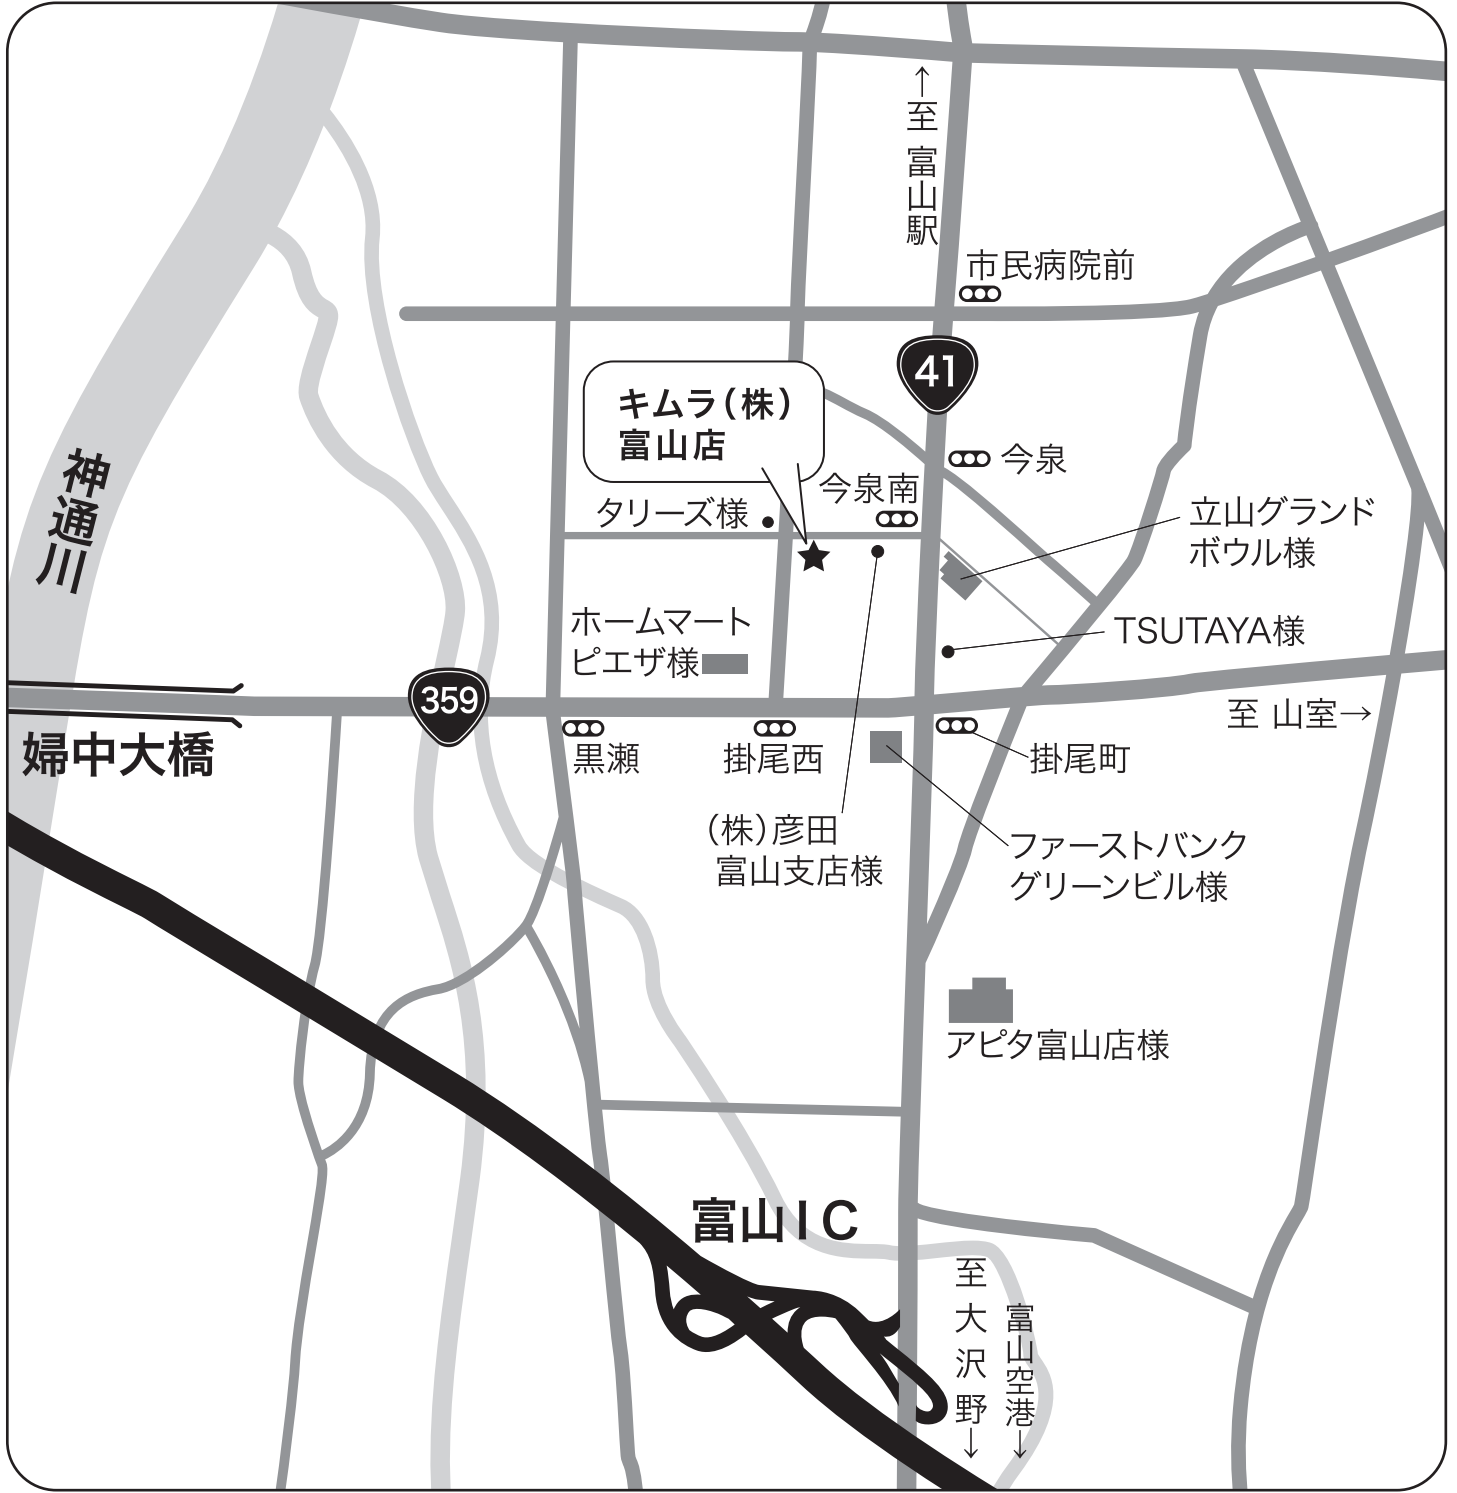 ↑至 富山駅
市民病院前
41
キムラ(株)
富山店
今泉
今泉南
タリーズ様
立山グランド
ボウル様
神通川
ホームマート
ピエザ様
TSUTAYA様
359
至 山室→
婦中大橋
黒瀬
掛尾西
掛尾町
(株)彦田
富山支店様
ファーストバンク
グリーンビル様
アピタ富山店様
富山IC
至大沢野↓
富山空港↓